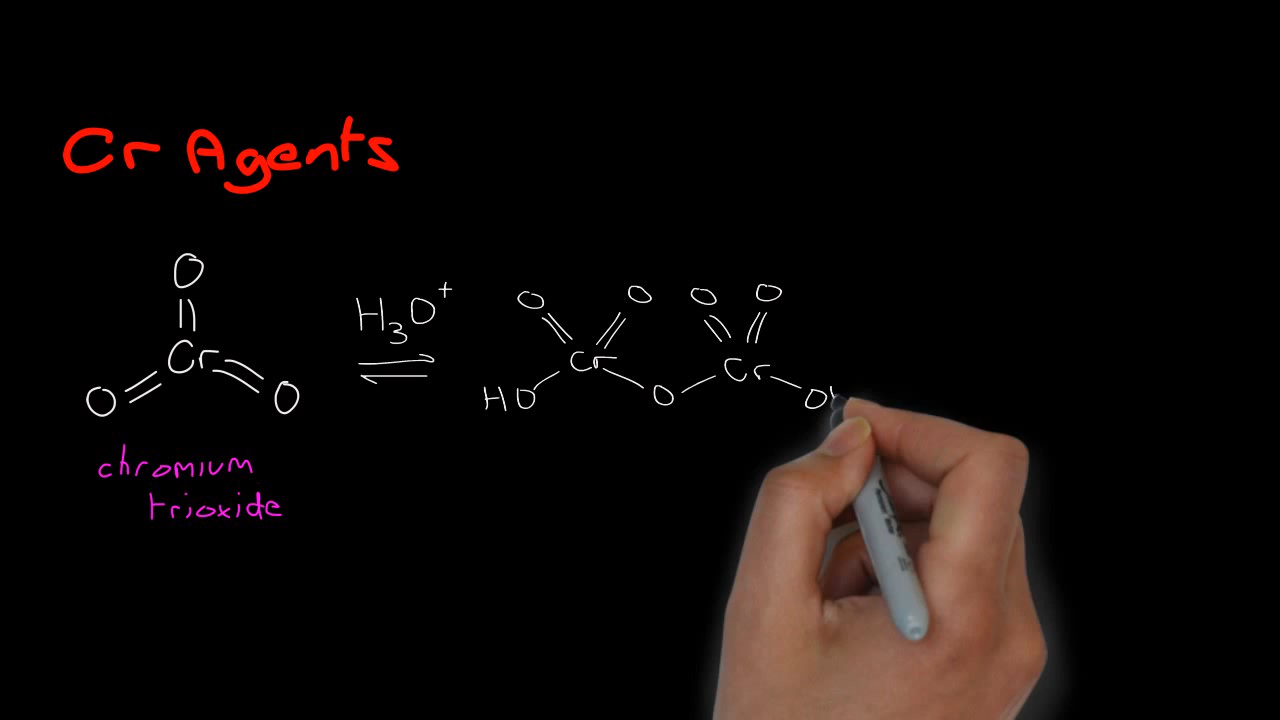 Cr Agents
O
H3O+
O O O O
Cr
Cr Cr
O O
HO O O
chromium
trioxide